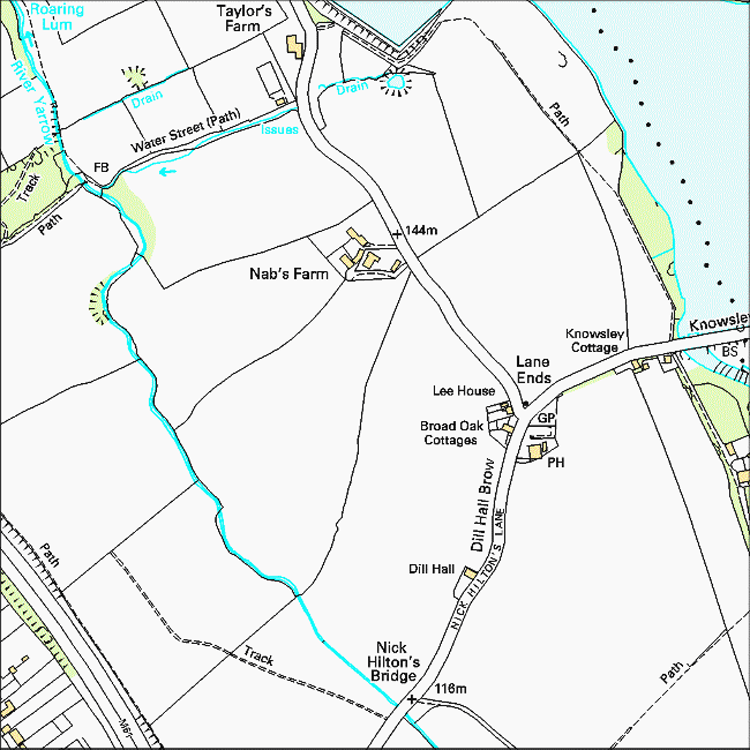 Roaring
Lum
Taylor's
Farm
River Yarrow
Drain
Drain
Water Street (Path)
Issues
Path
FB
Track
Path
144m
Nab's Farm
Knowsley
Knowsley
Cottage
BS
Lane
Ends
Lee House
GP
Broad Oak
Cottages
PH
Dill Hall Brow
NICK HILTON'S LANE
Path
Dill Hall
Track
Nick
Hilton's
Bridge
116m
Path
M61